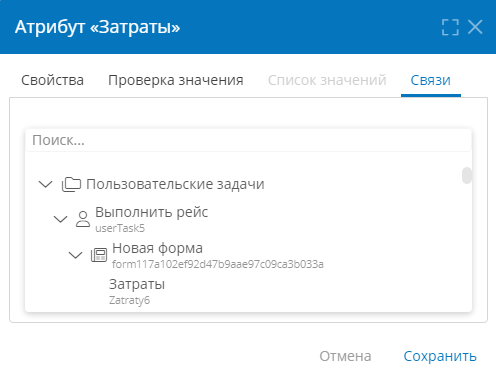 Атрибут «Затраты»
Свойства Проверка значения Список значений Связи
Поиск...
Пользовательские задачи
Выполнить рейс
userTask5
Новая форма
form117a102ef92d47b9aae97c09ca3b033a
Затраты
Zatraty6
Отмена Сохранить